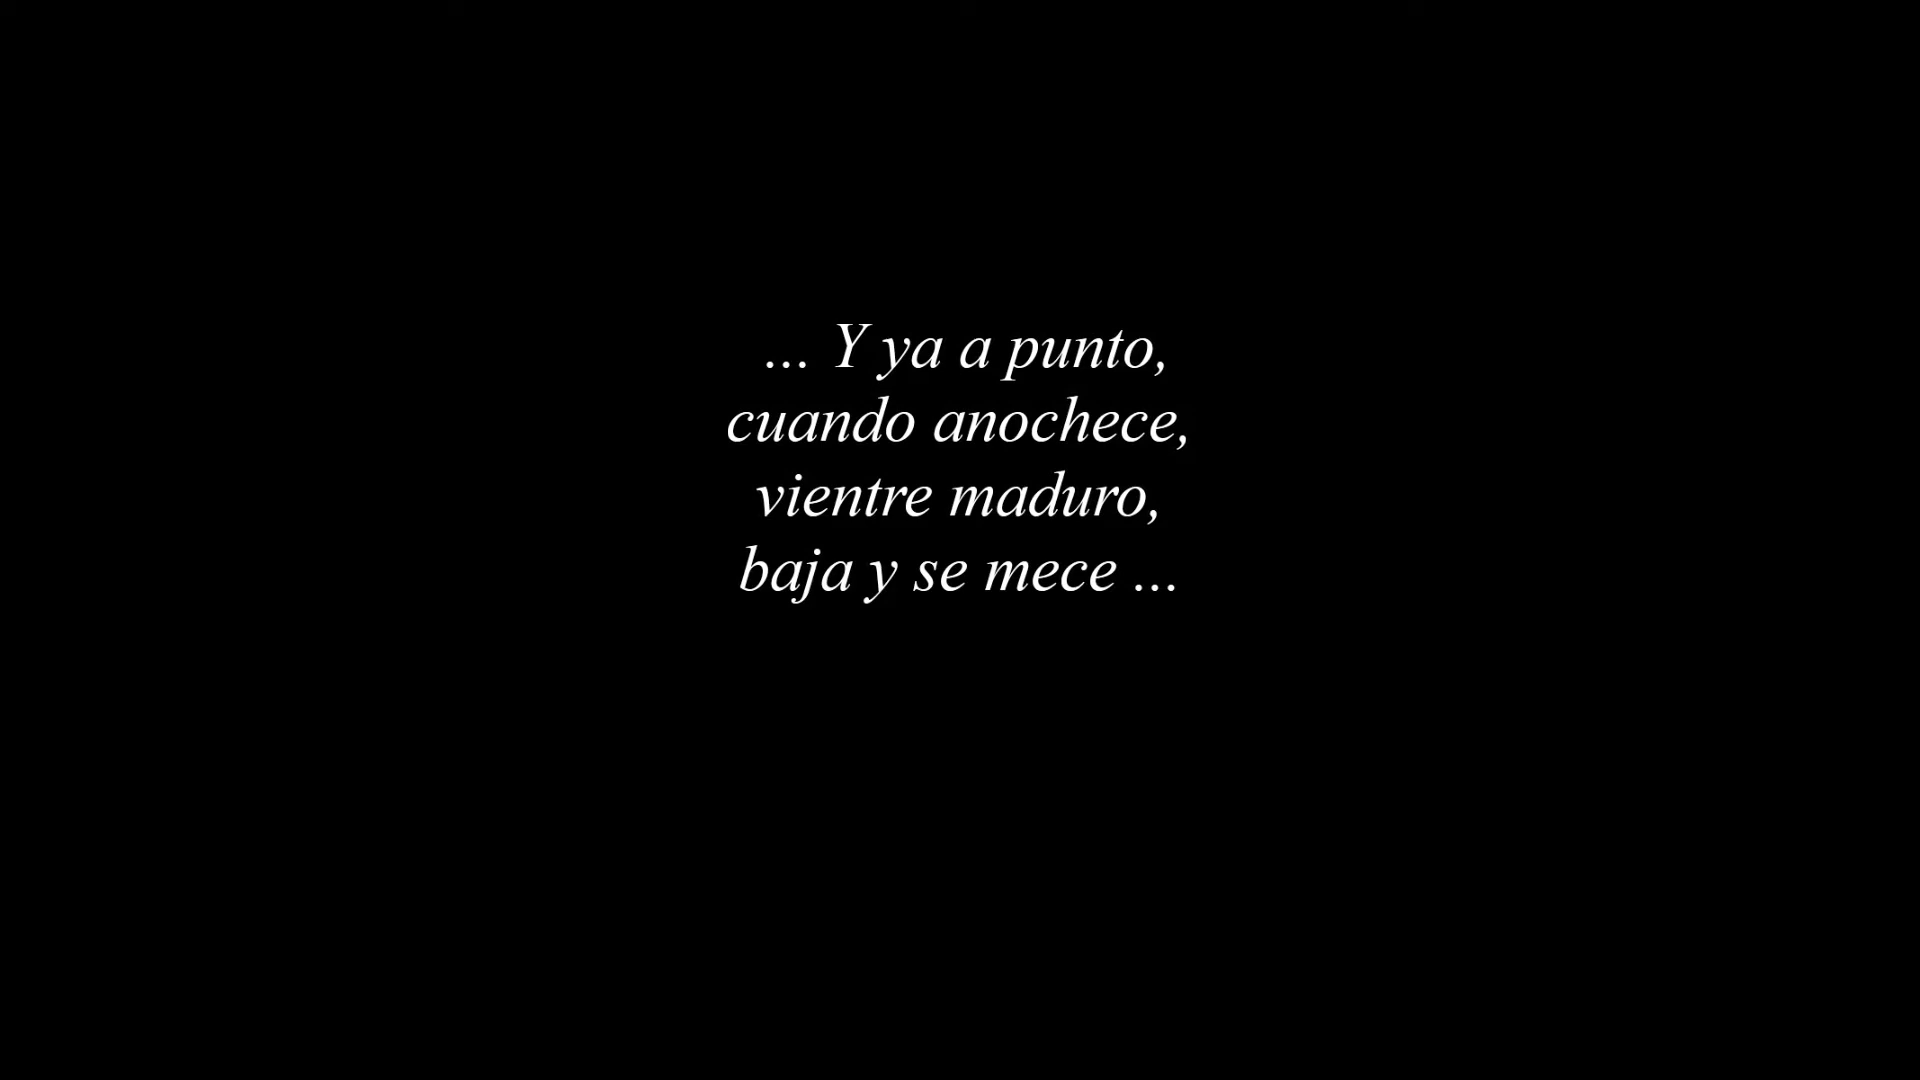 ... Y ya a punto,
cuando anochece,
vientre maduro,
baja y se mece ...